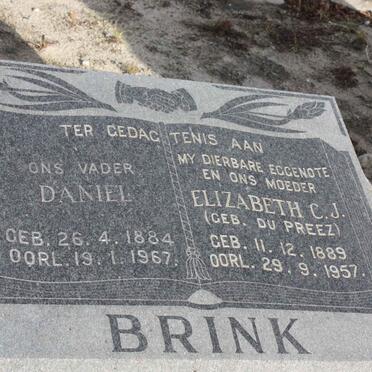 TER GEDAGTENIS AAN
ONS VADER
DANIEL
GEB. 26. 4. 1884
OORL. 19. 1. 1967.
MY DIERBARE EGGENOTE
EN ONS MOEDER
ELIZABETH C.J.
(GEB. DU PREEZ)
GEB. 11. 12. 1889
OORL. 29. 9. 1957.
BRINK